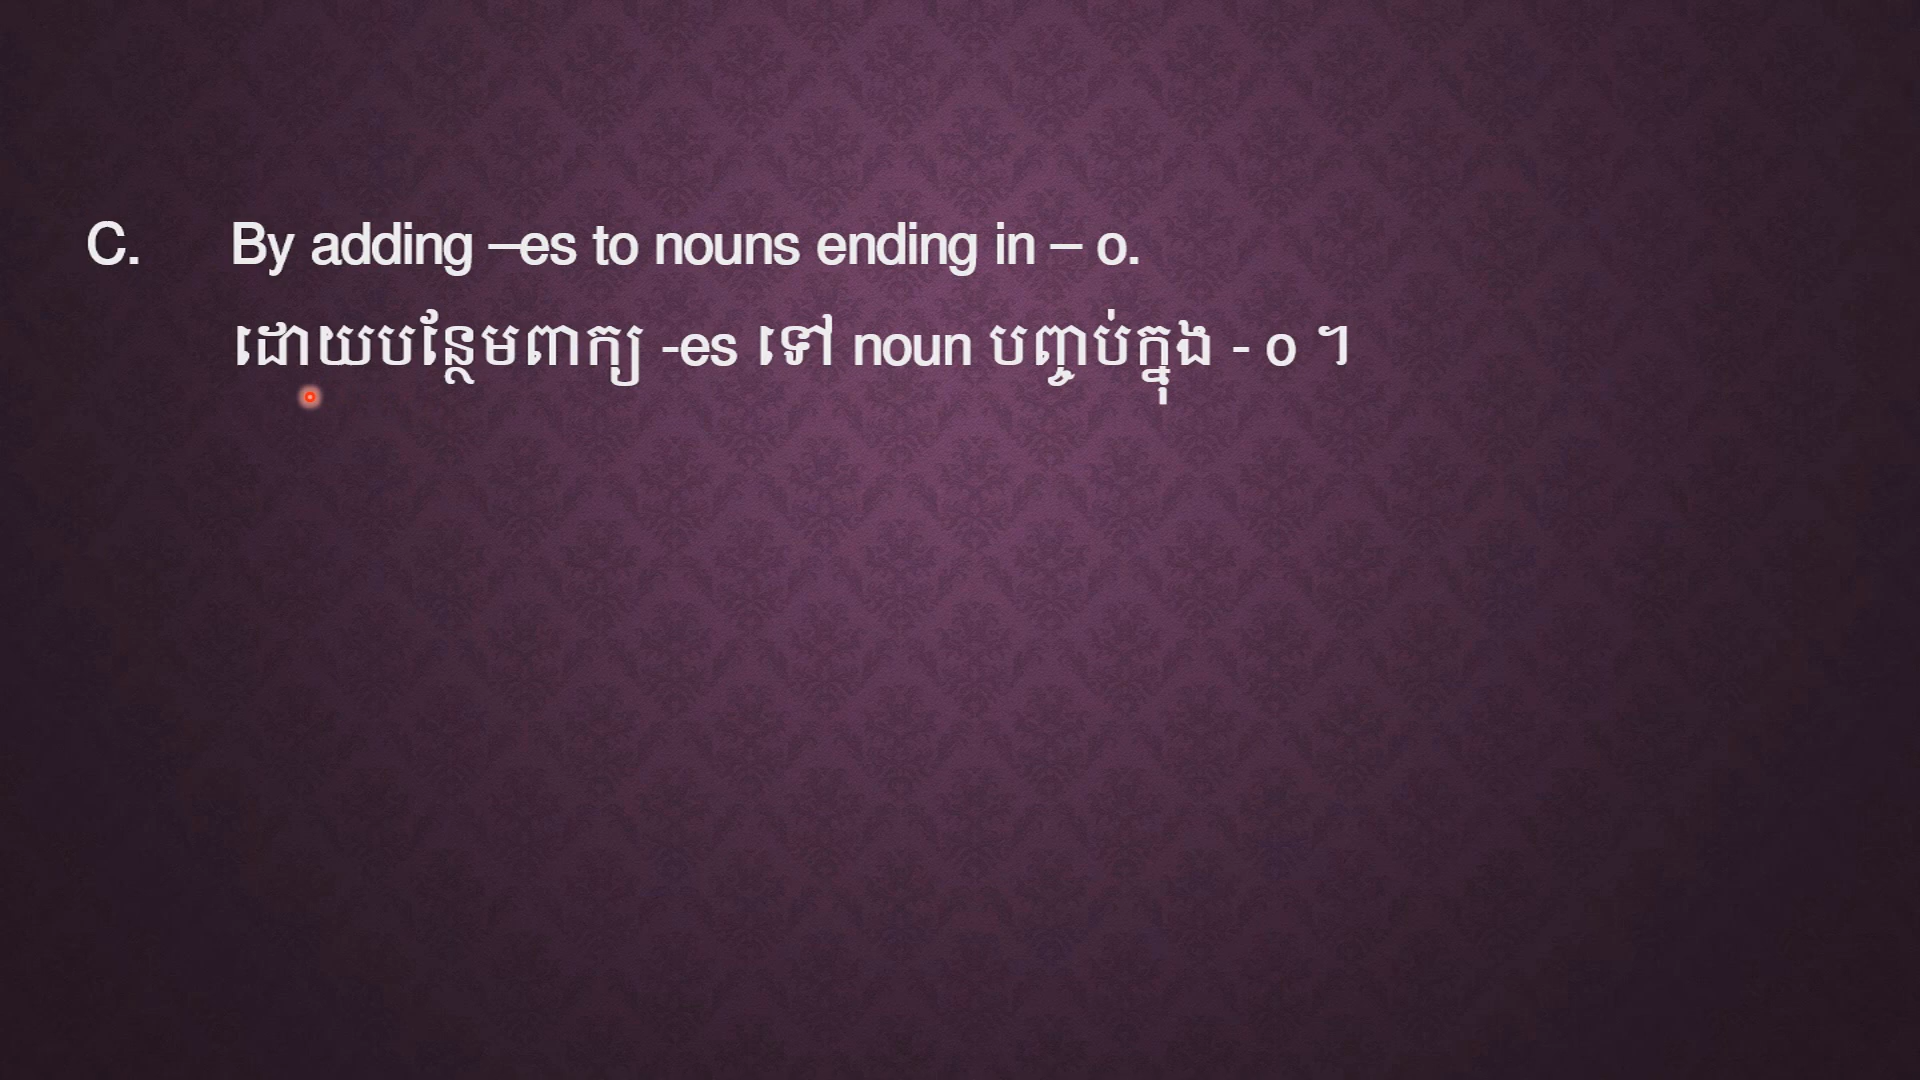 C. By adding –es to nouns ending in – o.
ដោយបន្ថែមពាក្យ -es ទៅ noun បញ្ចប់ក្នុង - o ។